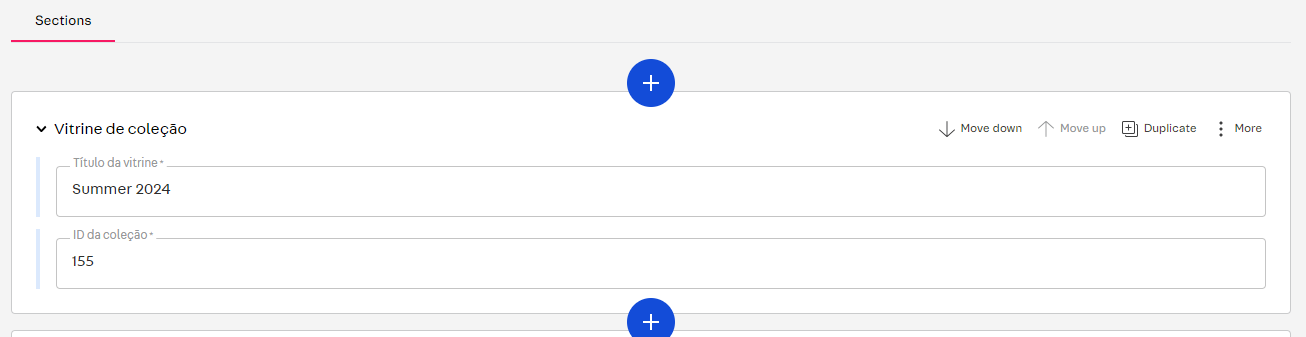 Sections
Vitrine de coleção
Move down
Move up
Duplicate
More
Título da vitrine *
Summer 2024
ID da coleção *
155